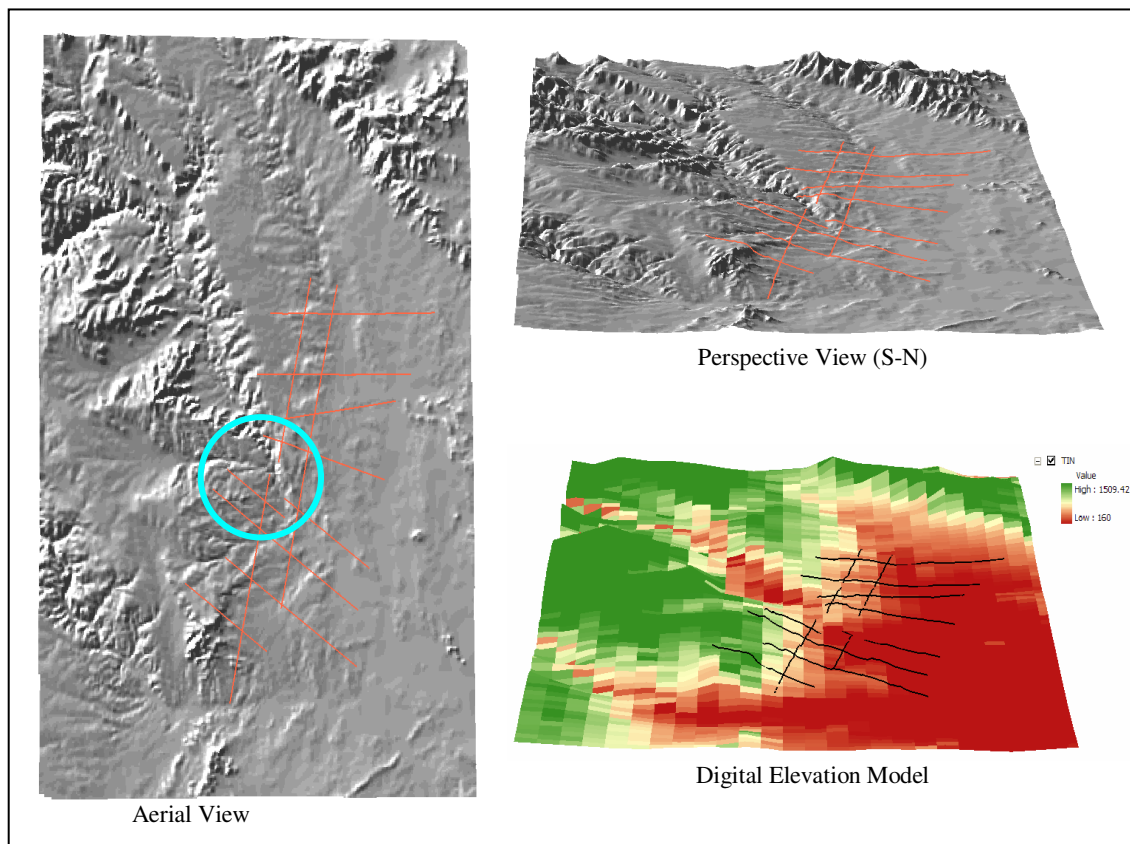 Aerial View
Perspective View (S-N)
TIN
Value
High : 1509.42
Low : 160
Digital Elevation Model